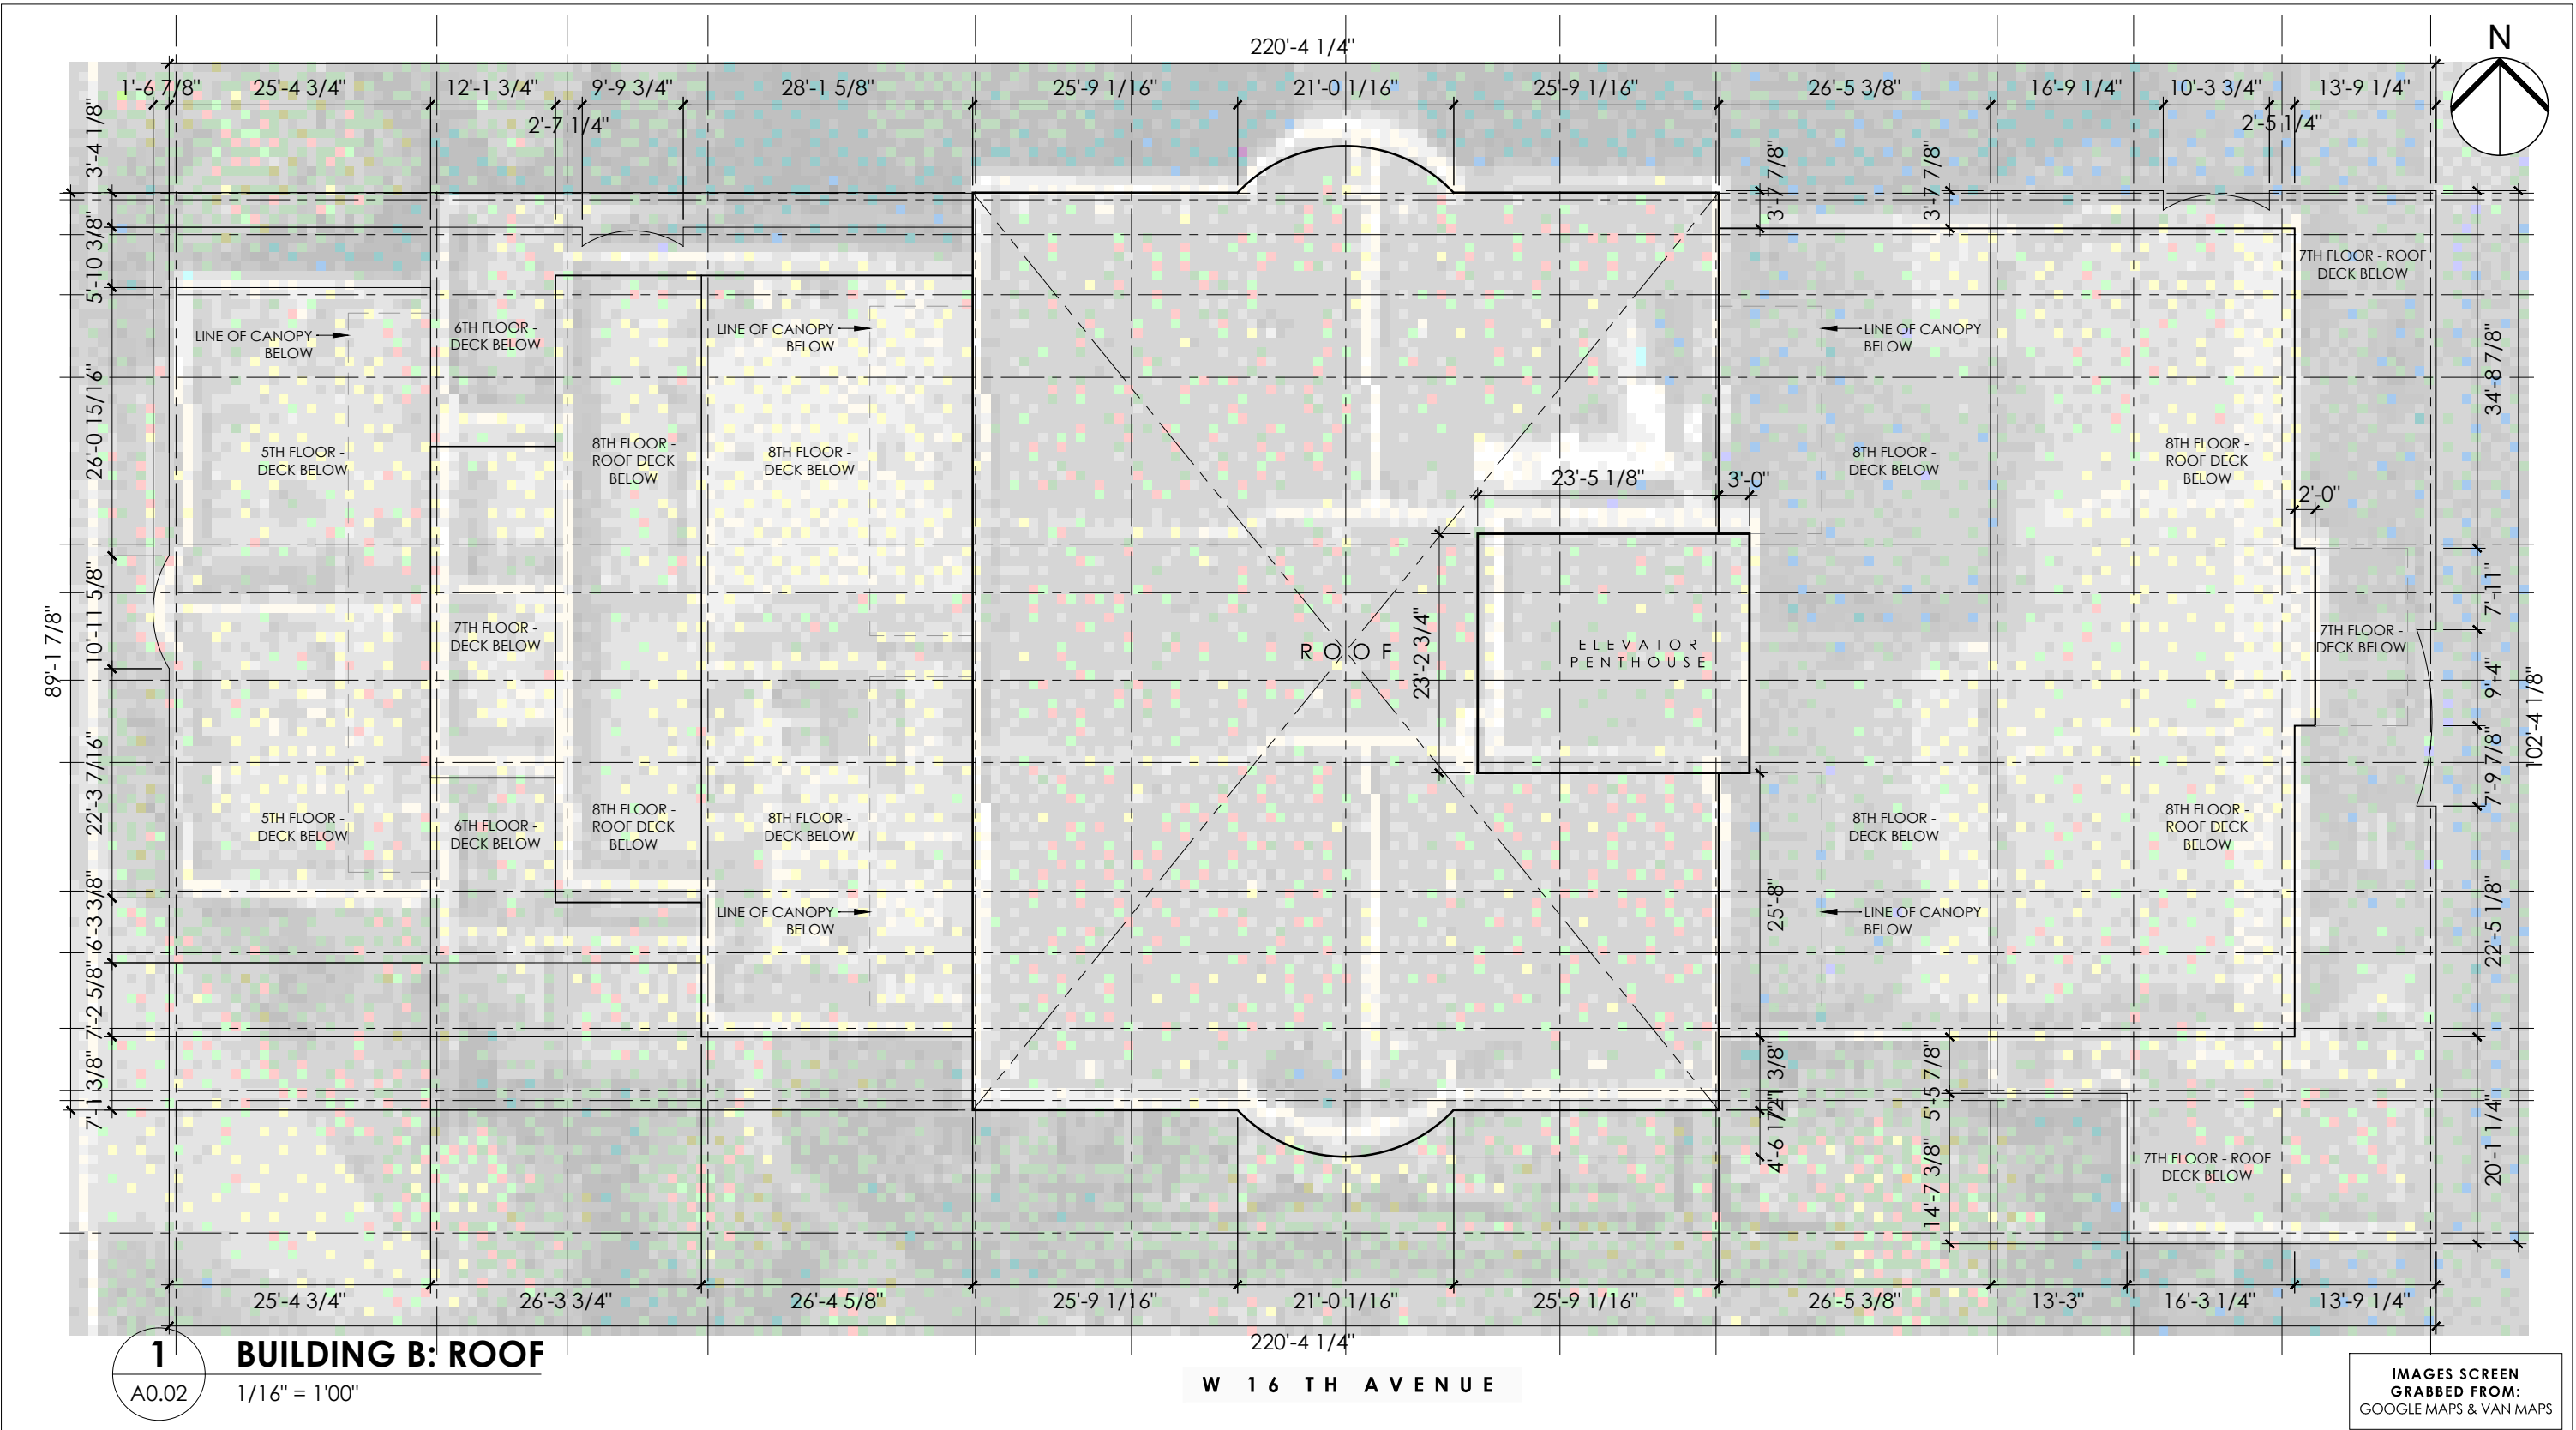 220'-4 1/4"
N
1'-6 7/8" 25'-4 3/4" 12'-1 3/4" 9'-9 3/4" 28'-1 5/8" 25'-9 1/16" 21'-0 1/16" 25'-9 1/16" 26'-5 3/8" 16'-9 1/4" 10'-3 3/4" 13'-9 1/4"
2'-7 1/4" 2'-5 1/4"
3'-4 1/8"
5'-10 3/8"
26'-0 15/16"
10'-11 5/8"
22'-3 7/16"
6'-3 3/8"
7'-2 5/8"
7'-1 3/8"
89'-1 7/8"
LINE OF CANOPY
BELOW
5TH FLOOR -
DECK BELOW
5TH FLOOR -
DECK BELOW
6TH FLOOR -
DECK BELOW
7TH FLOOR -
DECK BELOW
6TH FLOOR -
DECK BELOW
8TH FLOOR -
ROOF DECK
BELOW
8TH FLOOR -
ROOF DECK
BELOW
LINE OF CANOPY
BELOW
8TH FLOOR -
DECK BELOW
8TH FLOOR -
DECK BELOW
LINE OF CANOPY
BELOW
ROOF
23'-5 1/8" 3'-0"
23'-2 3/4"
ELEVATOR
PENTHOUSE
3'-7 7/8"
3'-7 7/8"
LINE OF CANOPY
BELOW
8TH FLOOR -
DECK BELOW
8TH FLOOR -
DECK BELOW
LINE OF CANOPY
BELOW
25'-8"
4'-6 1/2"
5'-5 7/8"
14'-7 3/8"
8TH FLOOR -
ROOF DECK
BELOW
8TH FLOOR -
ROOF DECK
BELOW
7TH FLOOR - ROOF
DECK BELOW
2'-0"
7TH FLOOR -
DECK BELOW
7TH FLOOR - ROOF
DECK BELOW
34'-8 7/8"
7'-11"
9'-4"
7'-9 7/8"
22'-5 1/8"
20'-1 1/4"
102'-4 1/8"
25'-4 3/4" 26'-3 3/4" 26'-4 5/8" 25'-9 1/16" 21'-0 1/16" 25'-9 1/16" 26'-5 3/8" 13'-3" 16'-3 1/4" 13'-9 1/4"
220'-4 1/4"
1
A0.02
BUILDING B: ROOF
1/16" = 1'00"
W 16 TH AVENUE
IMAGES SCREEN
GRABBED FROM:
GOOGLE MAPS & VAN MAPS